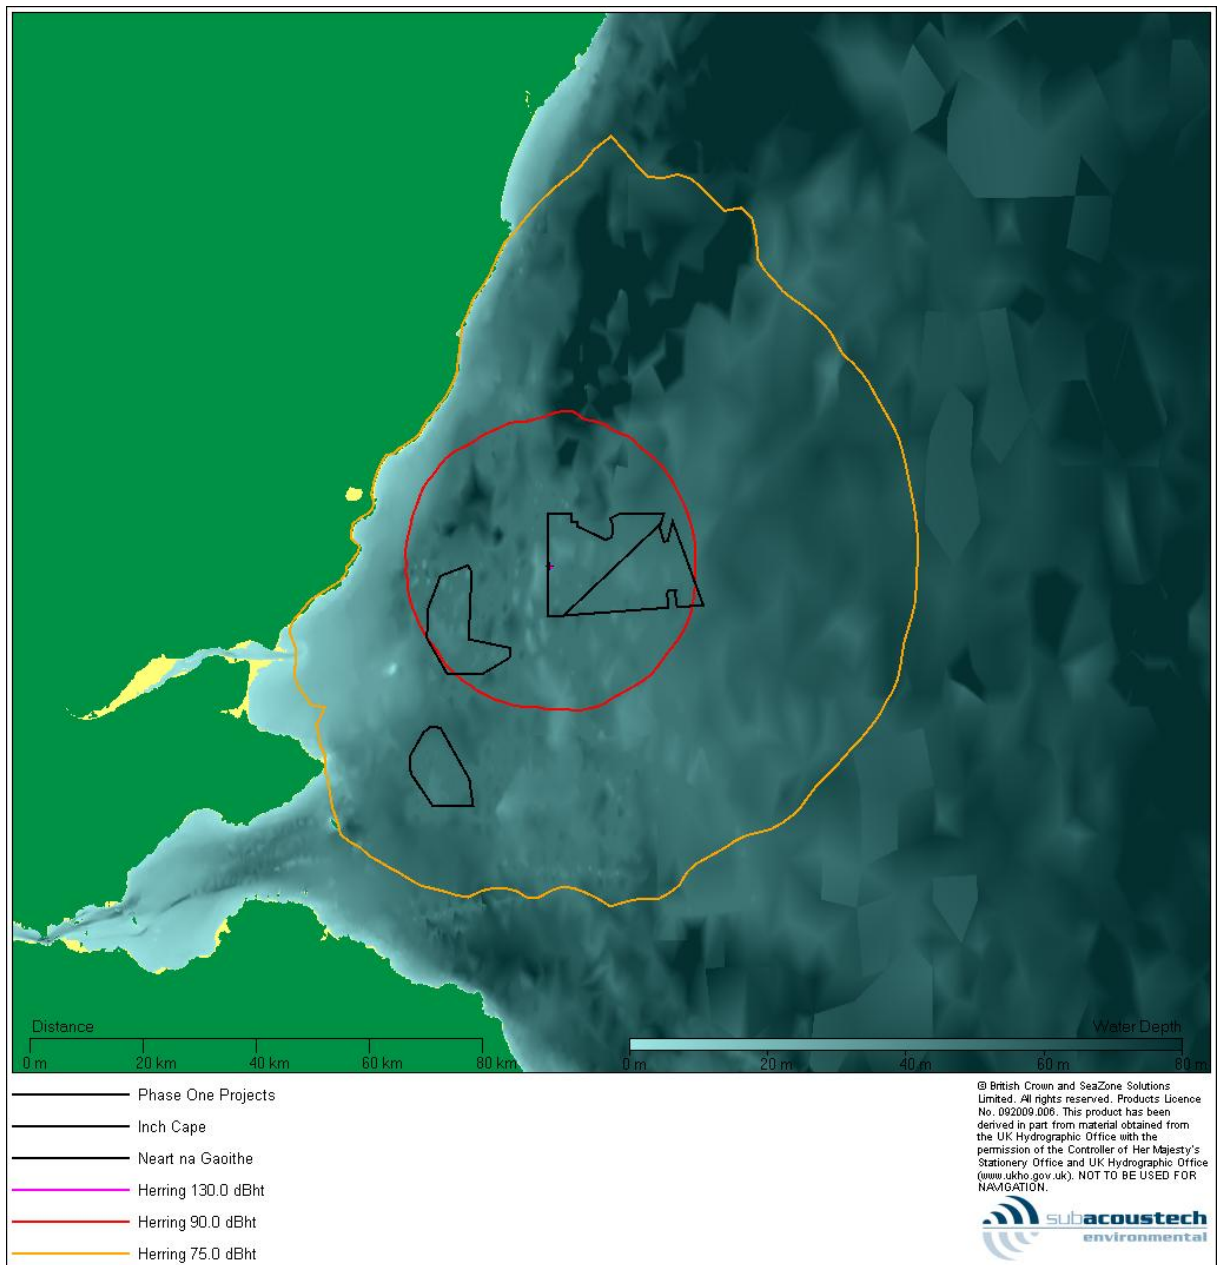 Distance
0 m 20 km 40 km 60 km 80 km
Water Depth
0 m 20 m 40 m 60 m 80 m
Phase One Projects
Inch Cape
Neart na Gaoithe
Herring 130.0 dBht
Herring 90.0 dBht
Herring 75.0 dBht
© British Crown and SeaZone Solutions
Limited. All rights reserved. Products Licence
No. 092009.006. This product has been
derived in part from material obtained from
the UK Hydrographic Office with the
permission of the Controller of Her Majesty's
Stationery Office and UK Hydrographic Office
(www.ukho.gov.uk). NOT TO BE USED FOR
NAVIGATION.
subacoustech
environmental